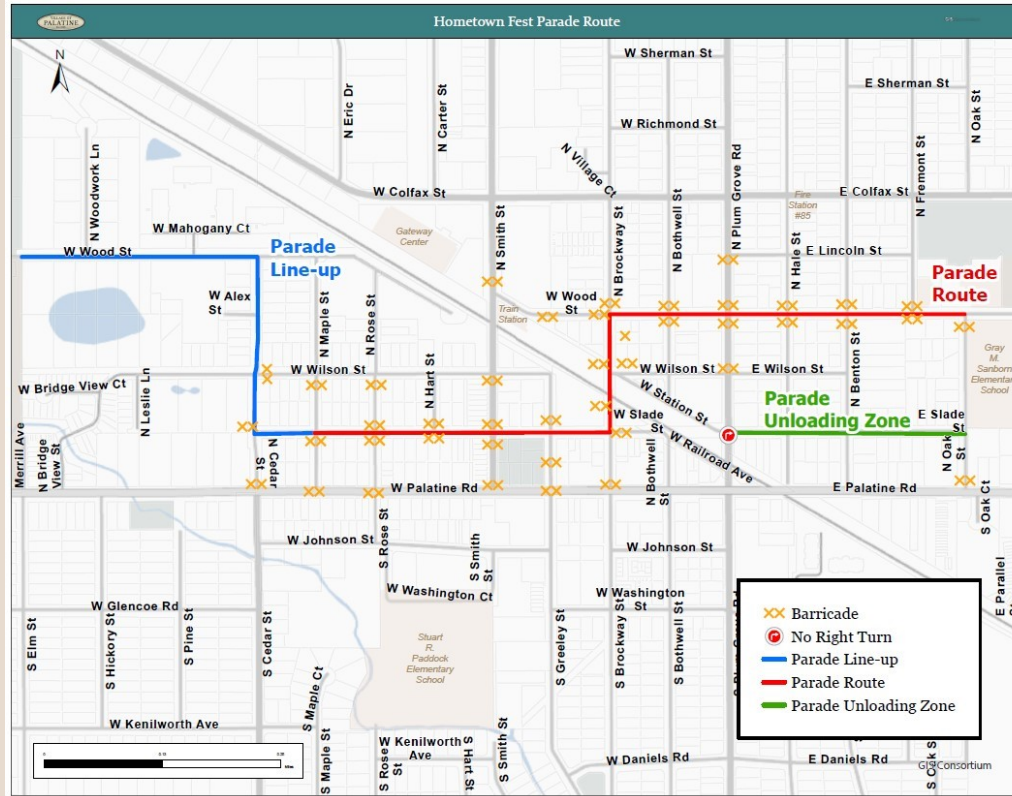 VILLAGE OF
PALATINE
Hometown Fest Parade Route
N
W Sherman St
E Sherman St
N Oak St
N Eric Dr
N Carter St
W Richmond St
N Village Ct
N Woodwork Ln
W Colfax St
N Plum Grove Rd
Fire
Station
#85
E Colfax St
N Fremont St
W Mahogany Ct
Gateway
Center
N Smith St
N Brockway St
N Bothwell St
N Hale St
E Lincoln St
W Wood St
Parade
Line-up
Parade
Route
W Alex
St
N Maple St
N Rose St
Train
Station
W Wood
St
W Bridge View Ct
N Leslie Ln
W Wilson St
N Hart St
W Wilson St
E Wilson St
N Benton St
Gray
M.
Sanborn
Elementary
School
W Station St
Parade
Unloading Zone
W Slade
St
E Slade
St
Merrill Ave
N Bridge
View St
N Cedar
St
N Bothwell
St
W Railroad Ave
N Oak
St
W Palatine Rd
E Palatine Rd
S Oak Ct
W Johnson St
S Rose St
S Smith
St
W Johnson St
W Washington Ct
W Washington
St
E Parallel
St
W Glencoe Rd
S Elm St
S Hickory St
S Pine St
S Cedar St
Stuart
R.
Paddock
Elementary
School
S Greeley St
S Brockway St
S Bothwell St
S Maple Ct
W Kenilworth Ave
S Maple St
S Rose
St
W Kenilworth
Ave
S Hart St
S Smith St
W Daniels Rd
E Daniels Rd
S Oak St
Barricade
No Right Turn
Parade Line-up
Parade Route
Parade Unloading Zone
GIS Consortium